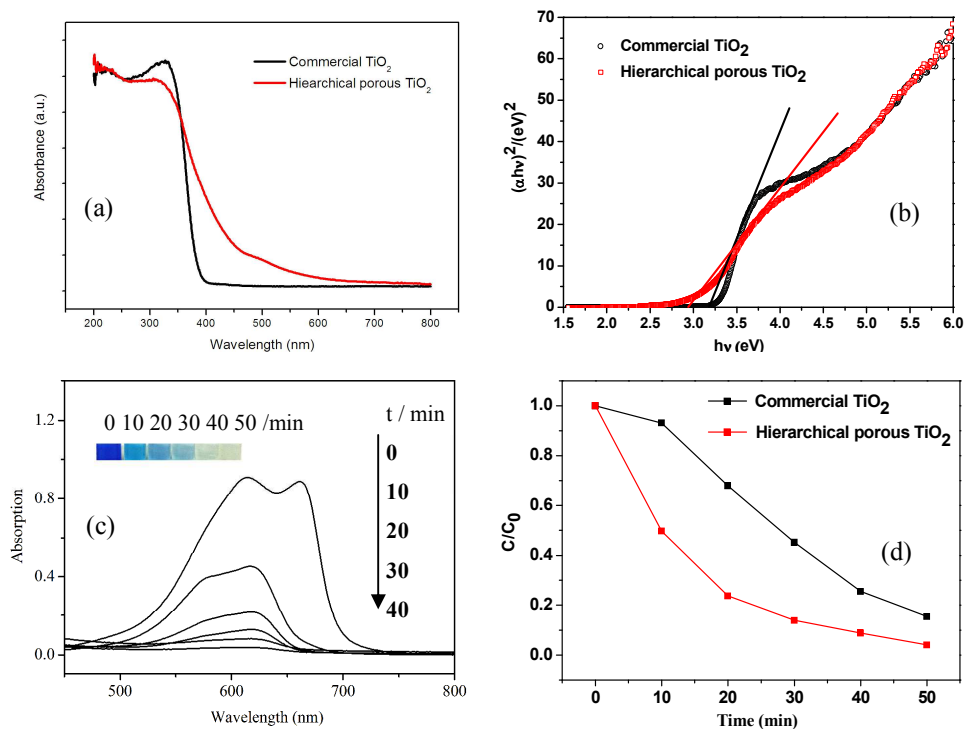 (a)
Commercial TiO2
Hiearchical porous TiO2
Absorbance (a.u.)
200 300 400 500 600 700 800
Wavelength (nm)
(b)
Commercial TiO2
Hierarchical porous TiO2
(αhν)2/(eV)2
70
60
50
40
30
20
10
0
1.5 2.0 2.5 3.0 3.5 4.0 4.5 5.0 5.5 6.0
hν (eV)
(c)
0 10 20 30 40 50 /min
t / min
0
10
20
30
40
Absorption
1.2
0.8
0.4
0.0
500 600 700 800
Wavelength (nm)
(d)
Commercial TiO2
Hierarchical porous TiO2
C/C0
1.0
0.8
0.6
0.4
0.2
0.0
0 10 20 30 40 50
Time (min)